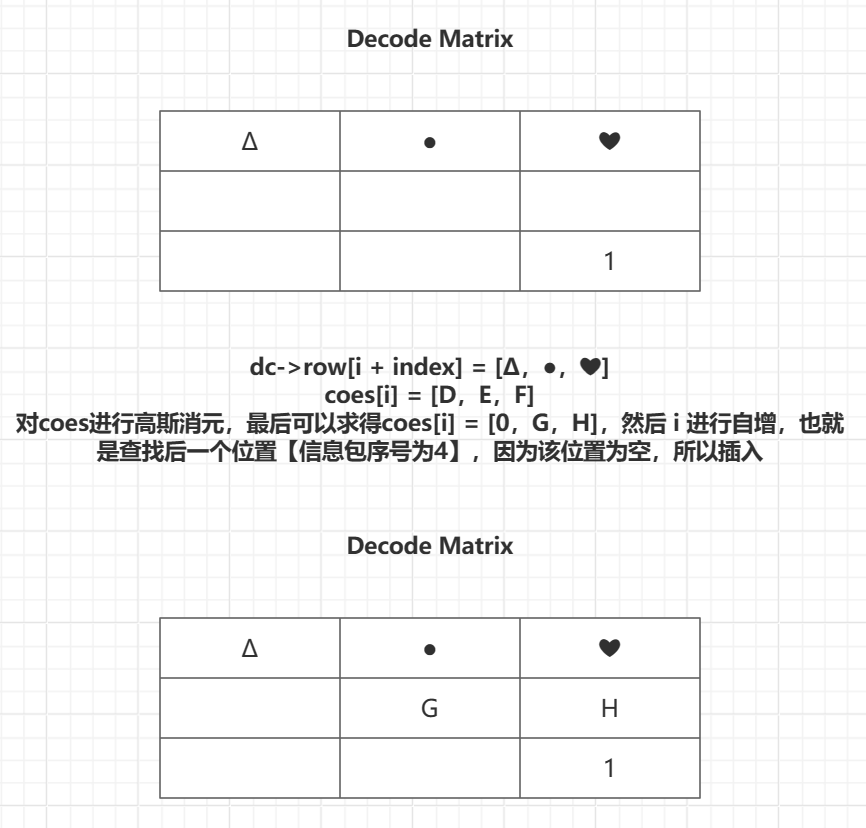 Decode Matrix
Δ ● ♥
1
dc->row[i + index] = [Δ，●，♥]
coes[i] = [D，E，F]
对coes进行高斯消元，最后可以求得coes[i] = [0，G，H]，然后 i 进行自增，也就
是查找后一个位置【信息包序号为4】，因为该位置为空，所以插入
Decode Matrix
Δ ● ♥
G H
1